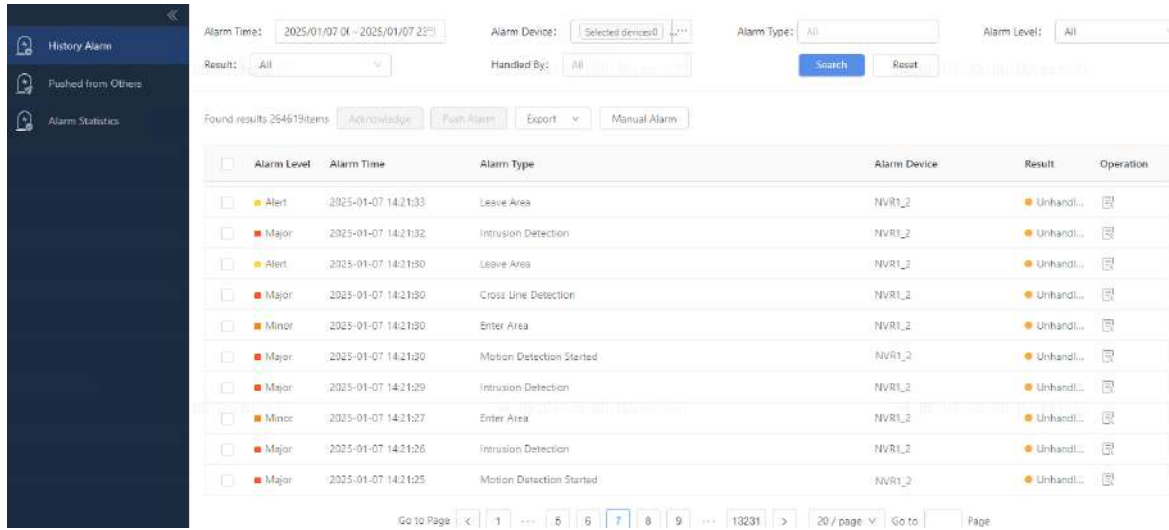 Alarm Time: 2025/01/07 0( ~ 2025/01/07 23 Alarm Device: Selected devices:0 ... Alarm Type: All Alarm Level: All
History Alarm
Result: All Handled By: All Search Reset
Pushed from Others
Alarm Statistics
Found results 264619items Acknowledge Push Alarm Export Manual Alarm
Alarm Level Alarm Time Alarm Type Alarm Device Result Operation
Alert 2025-01-07 14:21:33 Leave Area NVR1_2 Unhandl...
Major 2025-01-07 14:21:32 Intrusion Detection NVR1_2 Unhandl...
Alert 2025-01-07 14:21:30 Leave Area NVR1_2 Unhandl...
Major 2025-01-07 14:21:30 Cross Line Detection NVR1_2 Unhandl...
Minor 2025-01-07 14:21:30 Enter Area NVR1_2 Unhandl...
Major 2025-01-07 14:21:30 Motion Detection Started NVR1_2 Unhandl...
Major 2025-01-07 14:21:29 Intrusion Detection NVR1_2 Unhandl...
Minor 2025-01-07 14:21:27 Enter Area NVR1_2 Unhandl...
Major 2025-01-07 14:21:26 Intrusion Detection NVR1_2 Unhandl...
Major 2025-01-07 14:21:25 Motion Detection Started NVR1_2 Unhandl...
Go to Page < 1 ... 5 6 7 8 9 ... 13231 > 20 / page Go to Page